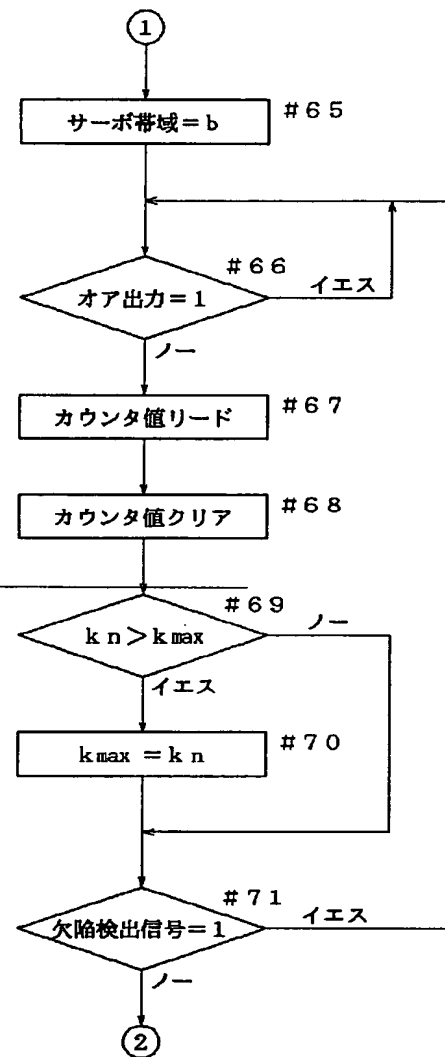 1
サーボ帯域＝b
＃６５
＃６６
オア出力＝1
イエス
ノー
カウンタ値リード
＃６７
カウンタ値クリア
＃６８
＃６９
kn＞kmax
ノー
イエス
kmax＝kn
＃７０
＃７１
欠陥検出信号＝1
イエス
ノー
2